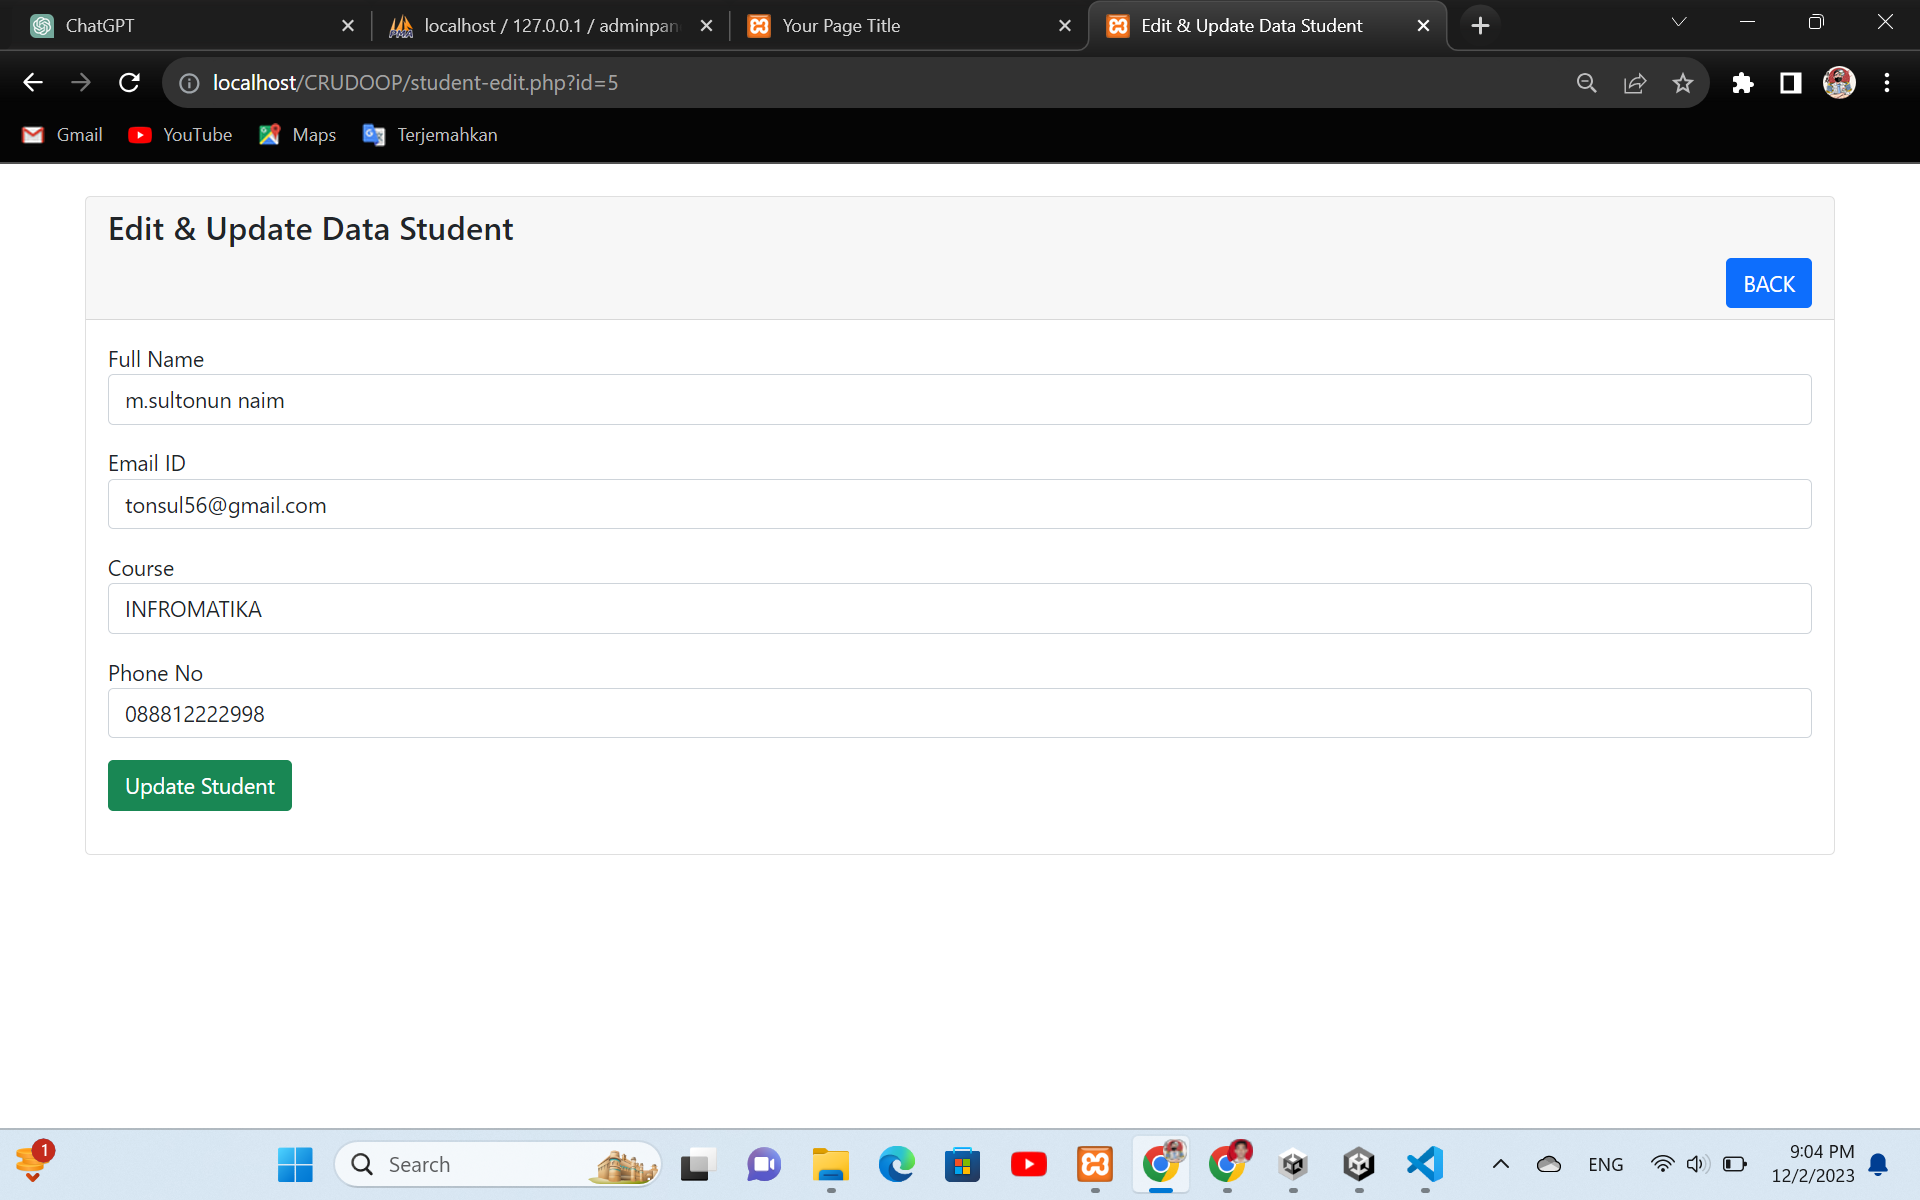 ChatGPT
localhost / 127.0.0.1 / adminpan
Your Page Title
Edit & Update Data Student
localhost/CRUDOOP/student-edit.php?id=5
Gmail
YouTube
Maps
Terjemahkan
Edit & Update Data Student
BACK
Full Name
m.sultonun naim
Email ID
tonsul56@gmail.com
Course
INFROMATIKA
Phone No
088812222998
Update Student
1
Search
ENG
9:04 PM
12/2/2023